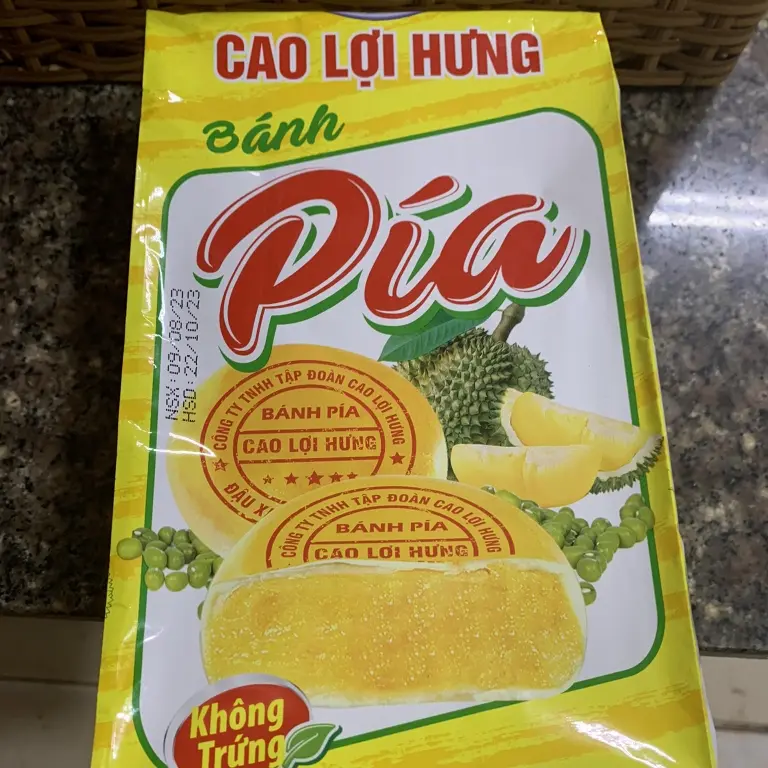 CAO LỢI HƯNG
Bánh
Pía
NSX: 09/08/23
HSD: 22/10/23
CÔNG TY TNHH TẬP ĐOÀN CAO LỢI HƯNG
BÁNH PÍA
CAO LỢI HƯNG
ĐẬU
CÔNG TY TNHH TẬP ĐOÀN CAO LỢI HƯNG
BÁNH PÍA
CAO LỢI HƯNG
Không
Trứng